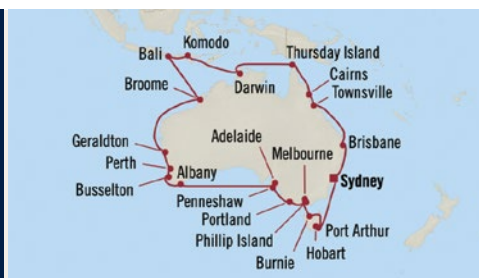 Komodo
Bali
Thursday Island
Cairns
Broome
Darwin
Townsville
Geraldton
Adelaide
Brisbane
Melbourne
Perth
Albany
Sydney
Busselton
Penneshaw
Portland
Phillip Island
Port Arthur
Burnie
Hobart